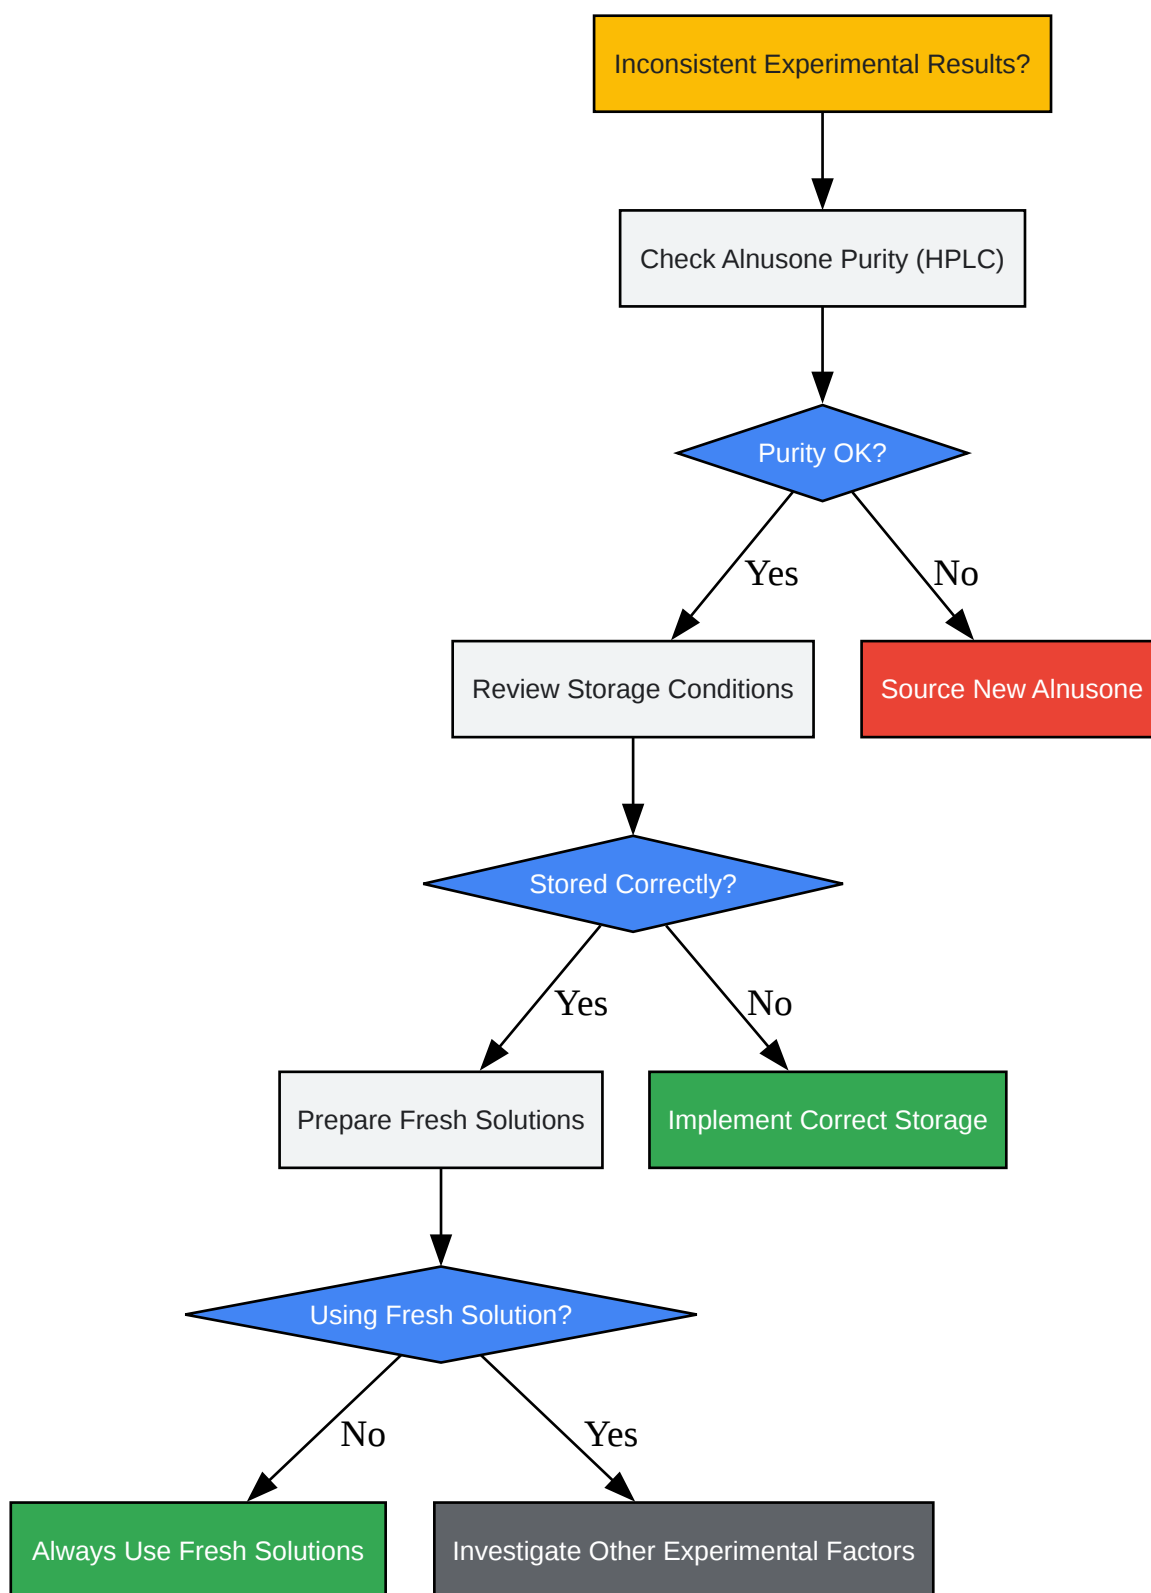 Inconsistent Experimental Results?
Check Alnusone Purity (HPLC)
Purity OK?
Yes
No
Review Storage Conditions
Source New Alnusone
Stored Correctly?
Yes
No
Prepare Fresh Solutions
Implement Correct Storage
Using Fresh Solution?
No
Yes
Always Use Fresh Solutions
Investigate Other Experimental Factors